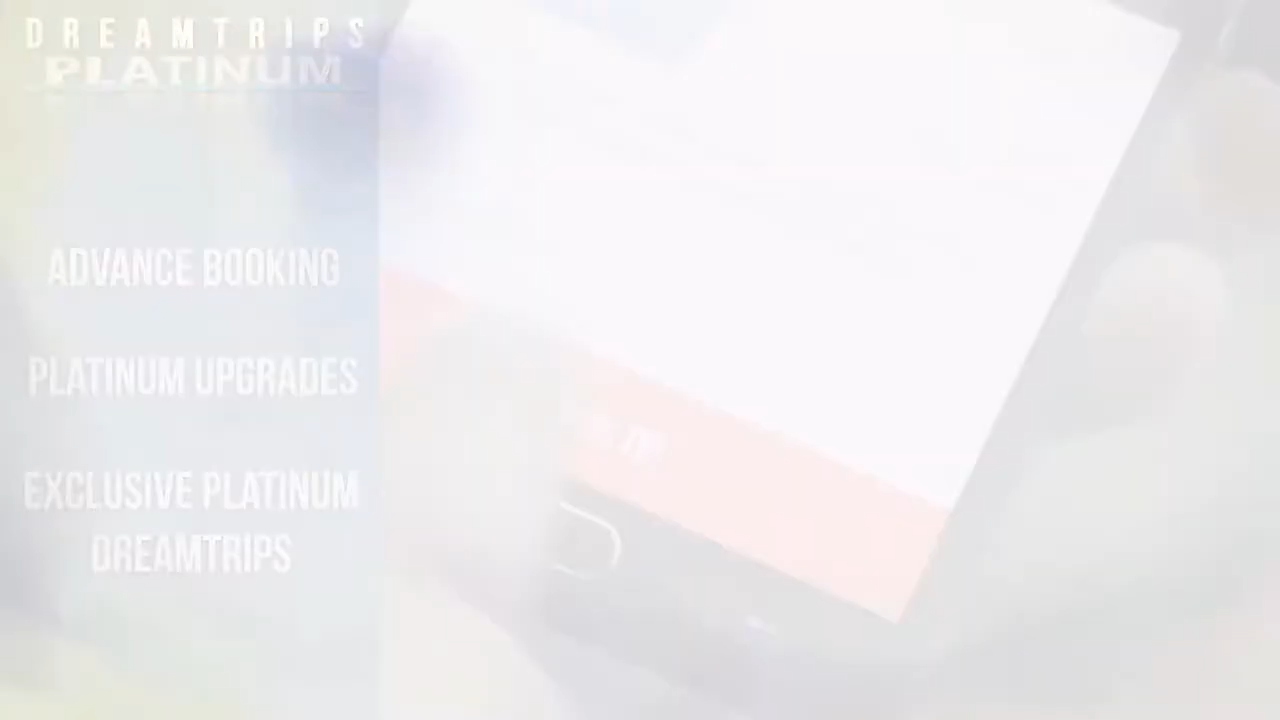 DREAMTRIPS
PLATINUM
ADVANCE BOOKING
PLATINUM UPGRADES
EXCLUSIVE PLATINUM
DREAMTRIPS